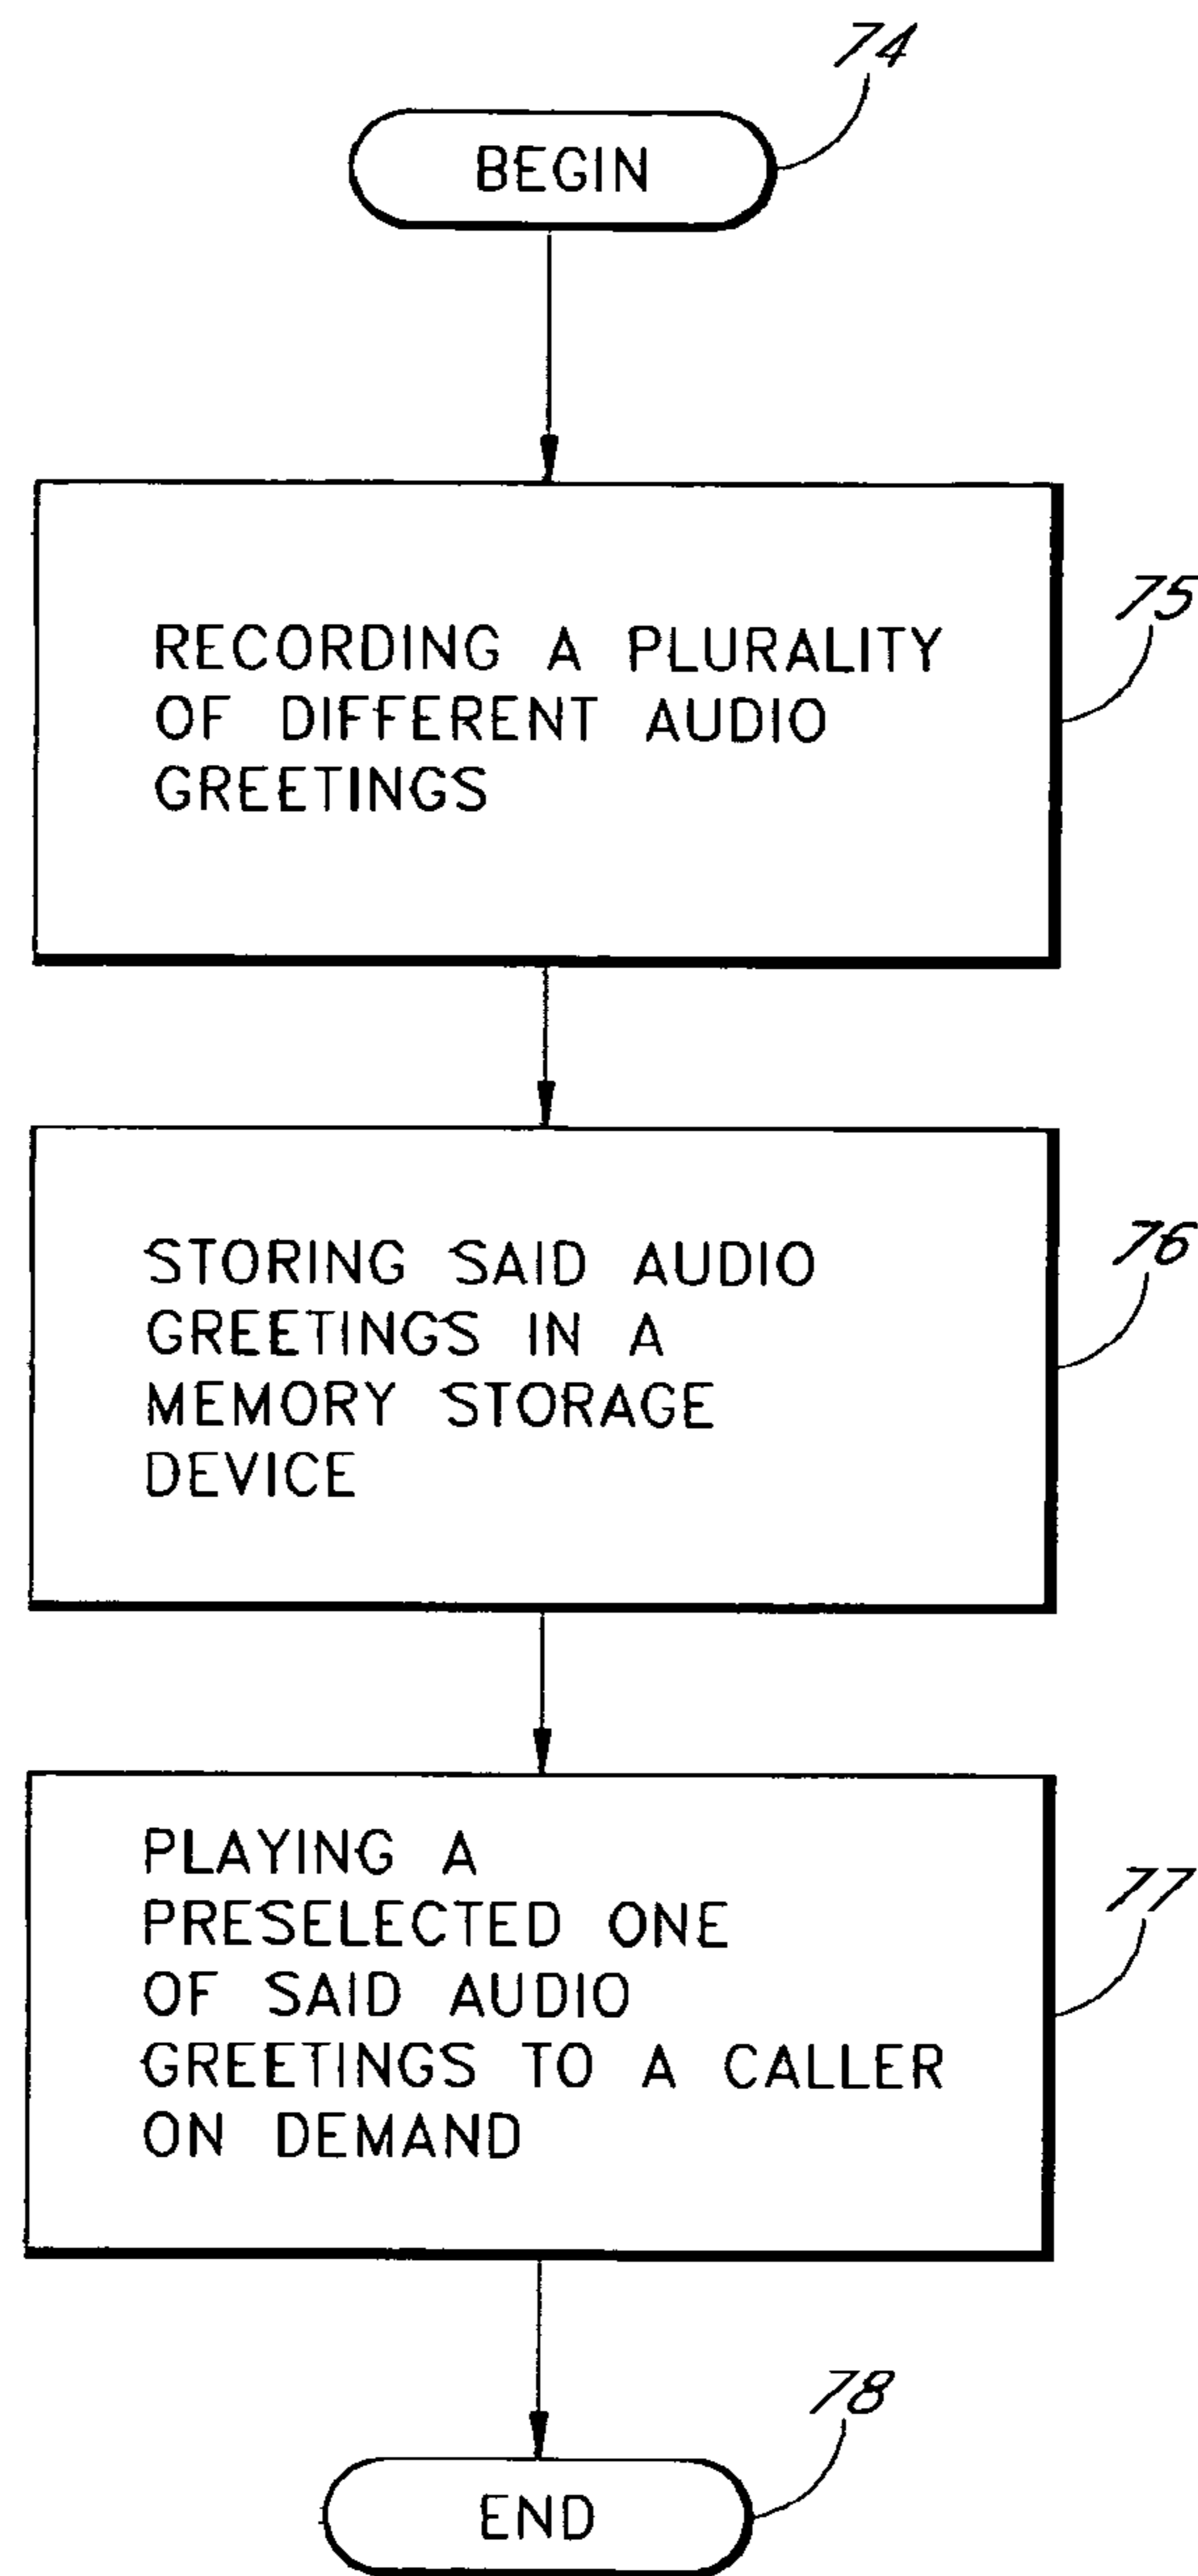 74
BEGIN
75
RECORDING A PLURALITY
OF DIFFERENT AUDIO
GREETINGS
76
STORING SAID AUDIO
GREETINGS IN A
MEMORY STORAGE
DEVICE
77
PLAYING A
PRESELECTED ONE
OF SAID AUDIO
GREETINGS TO A CALLER
ON DEMAND
78
END